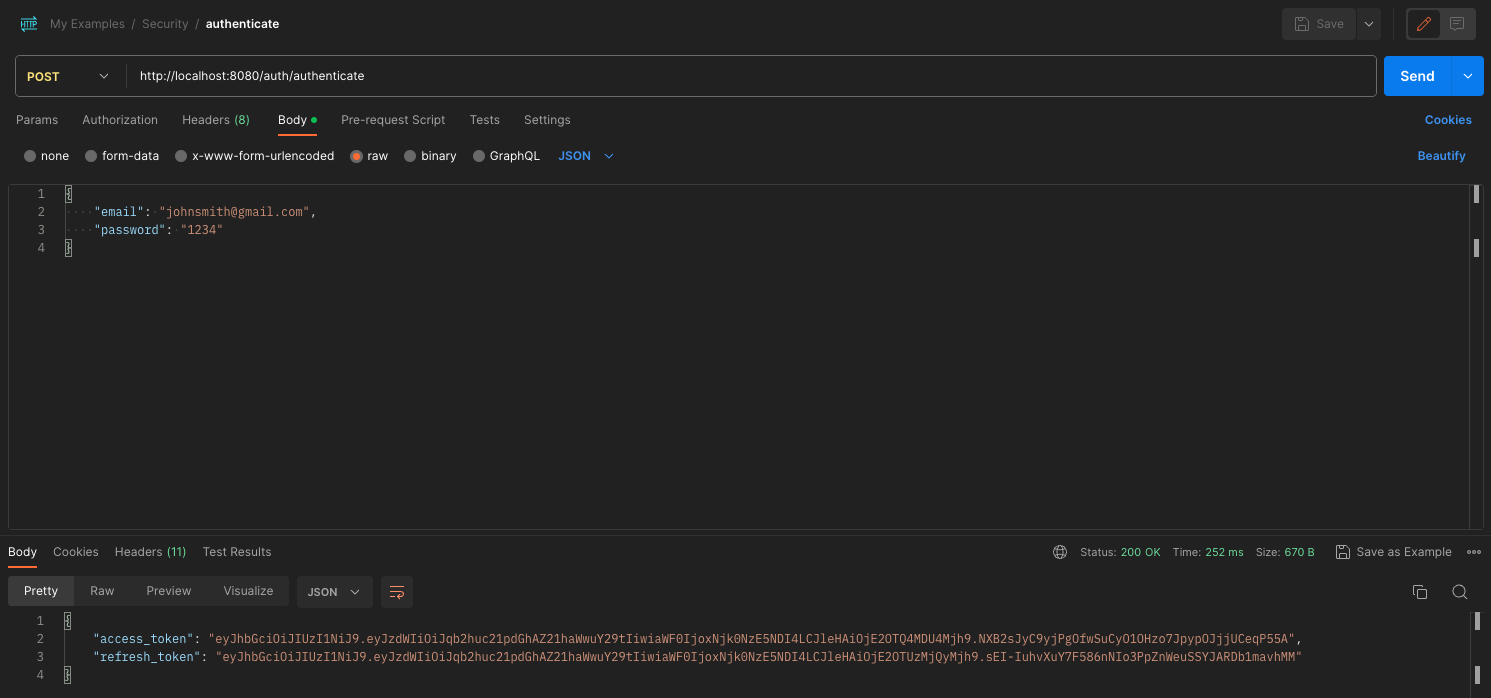 HTTP My Examples / Security / authenticate Save
POST http://localhost:8080/auth/authenticate Send
Params Authorization Headers (8) Body Pre-request Script Tests Settings Cookies
none form-data x-www-form-urlencoded raw binary GraphQL JSON Beautify
1 {
2 "email": "johnsmith@gmail.com",
3 "password": "1234"
4 }
Body Cookies Headers (11) Test Results Status: 200 OK Time: 252 ms Size: 670 B Save as Example
Pretty Raw Preview Visualize JSON
1 {
2 "access_token": "eyJhbGciOiJIUzI1NiJ9.eyJzdWIiOiJqb2huc21pdGhAZ21haWwuY29tIiwiaWF0IjoxNjk0NzE5NDI4LCJleHAiOjE2OTQ4MDU4Mjh9.NXB2sJyC9yjPgOfwSuCyO1OHzo7JpypOJjjUCeqP55A",
3 "refresh_token": "eyJhbGciOiJIUzI1NiJ9.eyJzdWIiOiJqb2huc21pdGhAZ21haWwuY29tIiwiaWF0IjoxNjk0NzE5NDI4LCJleHAiOjE2OTUzMjQyMjh9.sEI-IuhvXuY7F586nNIo3PpZnWeuSSYJARDb1mavhMM"
4 }